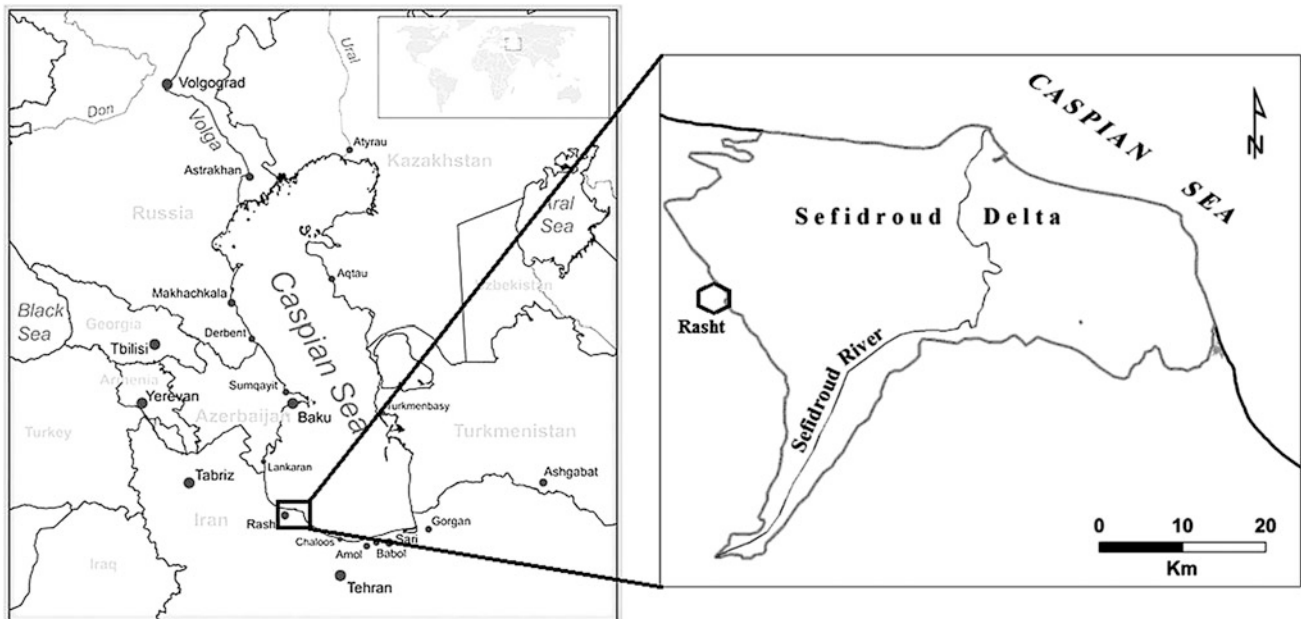 Volgograd
Don
Volga
Ural
Atyrau
Kazakhstan
Astrakhan
Russia
Aral
Sea
Aqtau
Caspian Sea
Makhachkala
Black
Sea
Georgia
Derbent
Tbilisi
Uzbekistan
Armenia
Sumqayit
Yerevan
Azerbaijan
Baku
Turkmenbasy
Turkey
Turkmenistan
Lankaran
Tabriz
Ashgabat
Iran
Rash
Gorgan
Chaloos
Sari
Amol
Babol
Iraq
Tehran
CASPIAN SEA
N
Sefidroud Delta
Rasht
Sefidroud River
0 10 20
Km